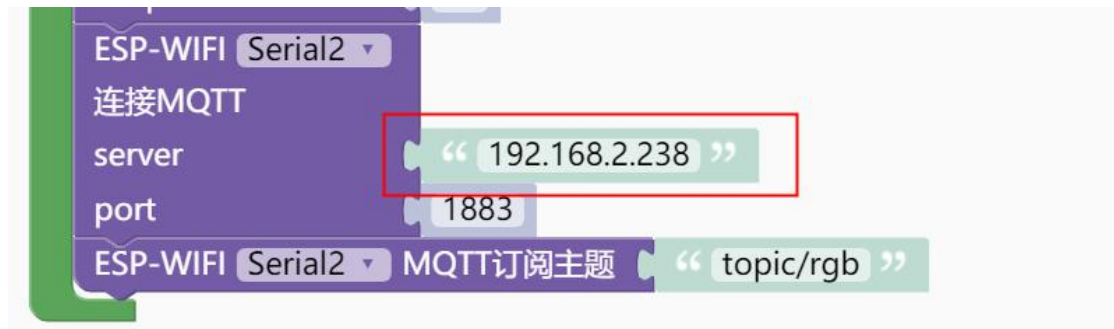 ESP-WIFI Serial2
连接MQTT
server “ 192.168.2.238 ”
port 1883
ESP-WIFI Serial2 MQTT订阅主题 “ topic/rgb ”